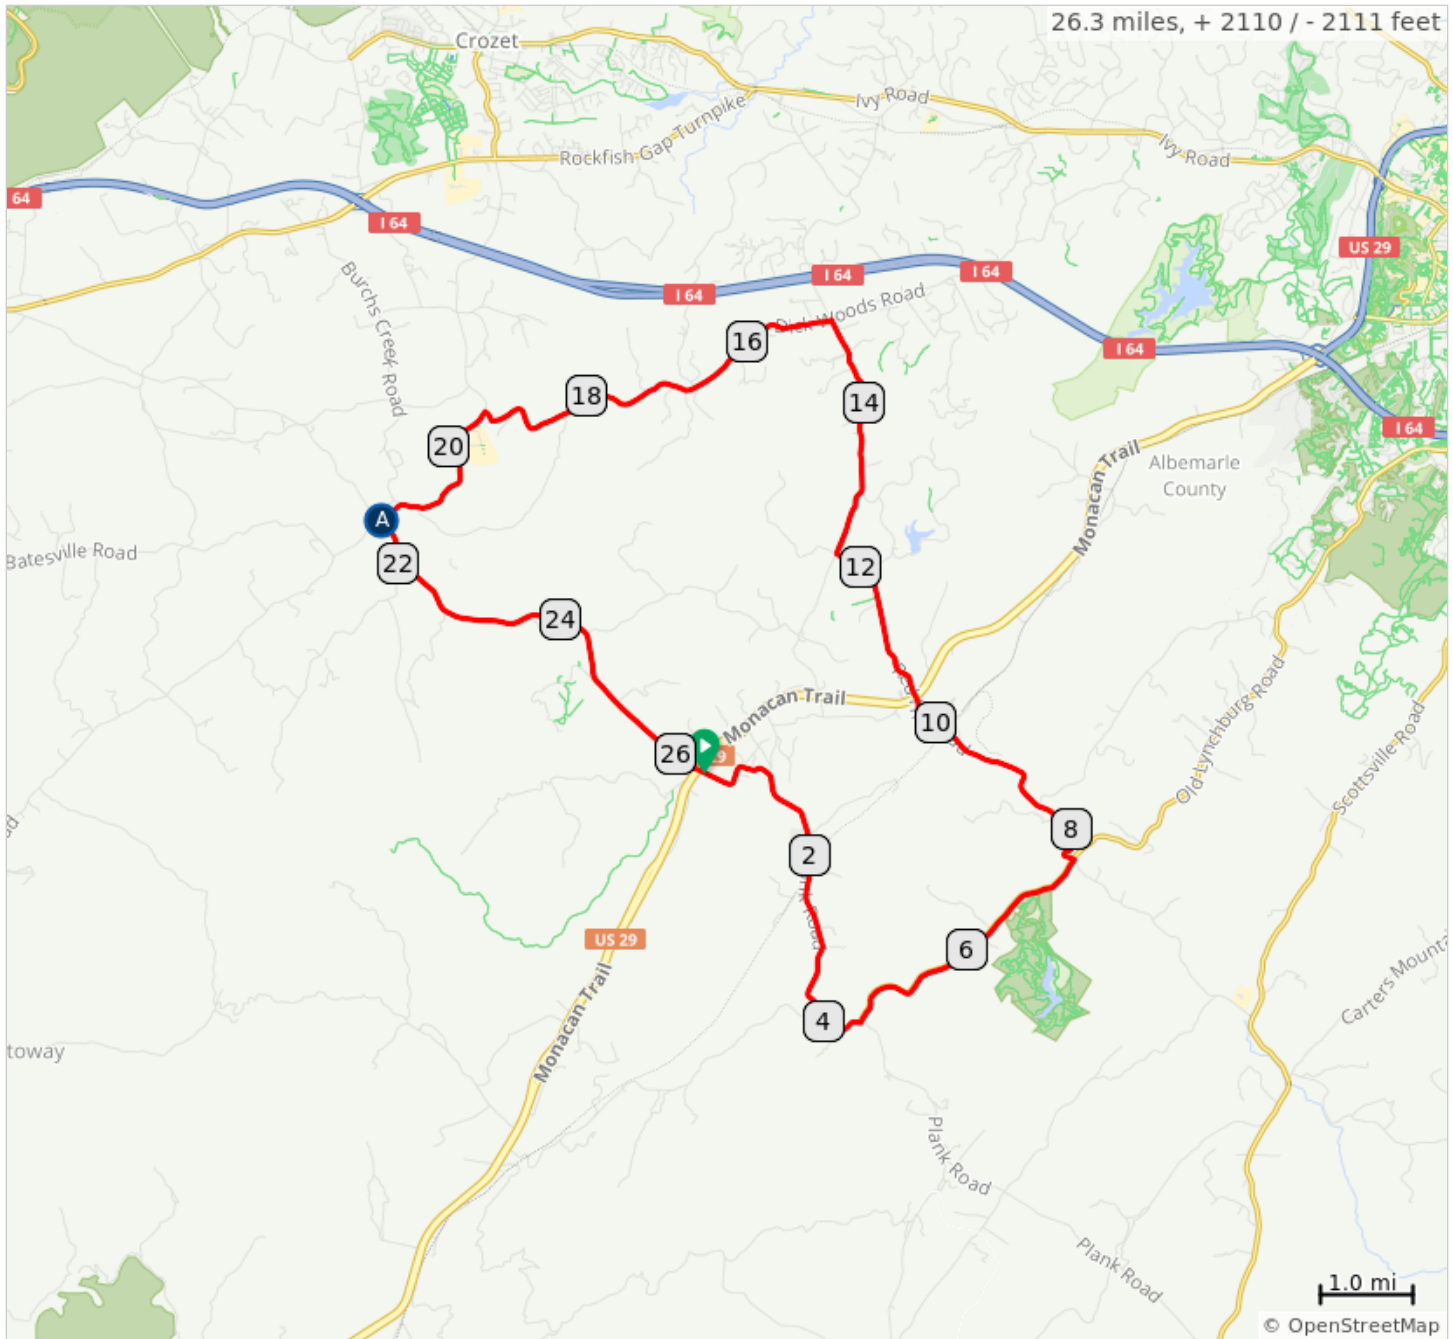 26.3 miles, + 2110 / - 2111 feet
Crozet
Ivy Road
Rockfish Gap Turnpike
Ivy Road
64
I 64
US 29
I 64
I 64
I 64
Burchs Creek Road
Dick Woods Road
16
I 64
18
14
I 64
20
Monacan Trail
Albemarle
County
A
Batesville Road
22
12
24
Monacan Trail
10
26
Old Lynchburg Road
Scottsville Road
8
2
US 29
6
4
Carters Mounta
Monacan Trail
toway
Plank Road
Plank Road
1.0 mi
© OpenStreetMap